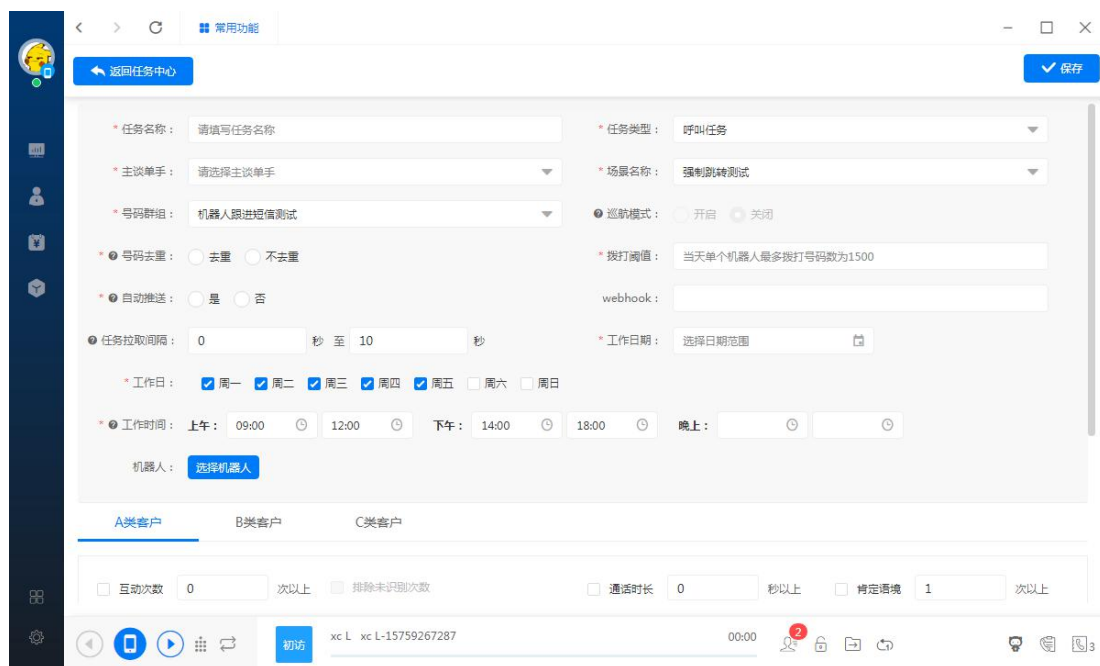 常用功能
返回任务中心 保存
* 任务名称： 请填写任务名称 * 任务类型： 呼叫任务
* 主谈单手： 请选择主谈单手 * 场景名称： 强制跳转测试
* 号码群组： 机器人跟进短信测试 巡航模式： 开启 关闭
* 号码去重： 去重 不去重 * 拨打阈值： 当天单个机器人最多拨打号码数为1500
* 自动推送： 是 否 webhook：
任务拉取间隔： 0 秒 至 10 秒 * 工作日期： 选择日期范围
* 工作日： 周一 周二 周三 周四 周五 周六 周日
* 工作时间： 上午： 09:00 12:00 下午： 14:00 18:00 晚上：
机器人： 选择机器人
A类客户 B类客户 C类客户
互动次数 0 次以上 排除未识别次数 通话时长 0 秒以上 肯定语境 1 次以上
初访 xc L xc L-15759267287 00:00 2 3